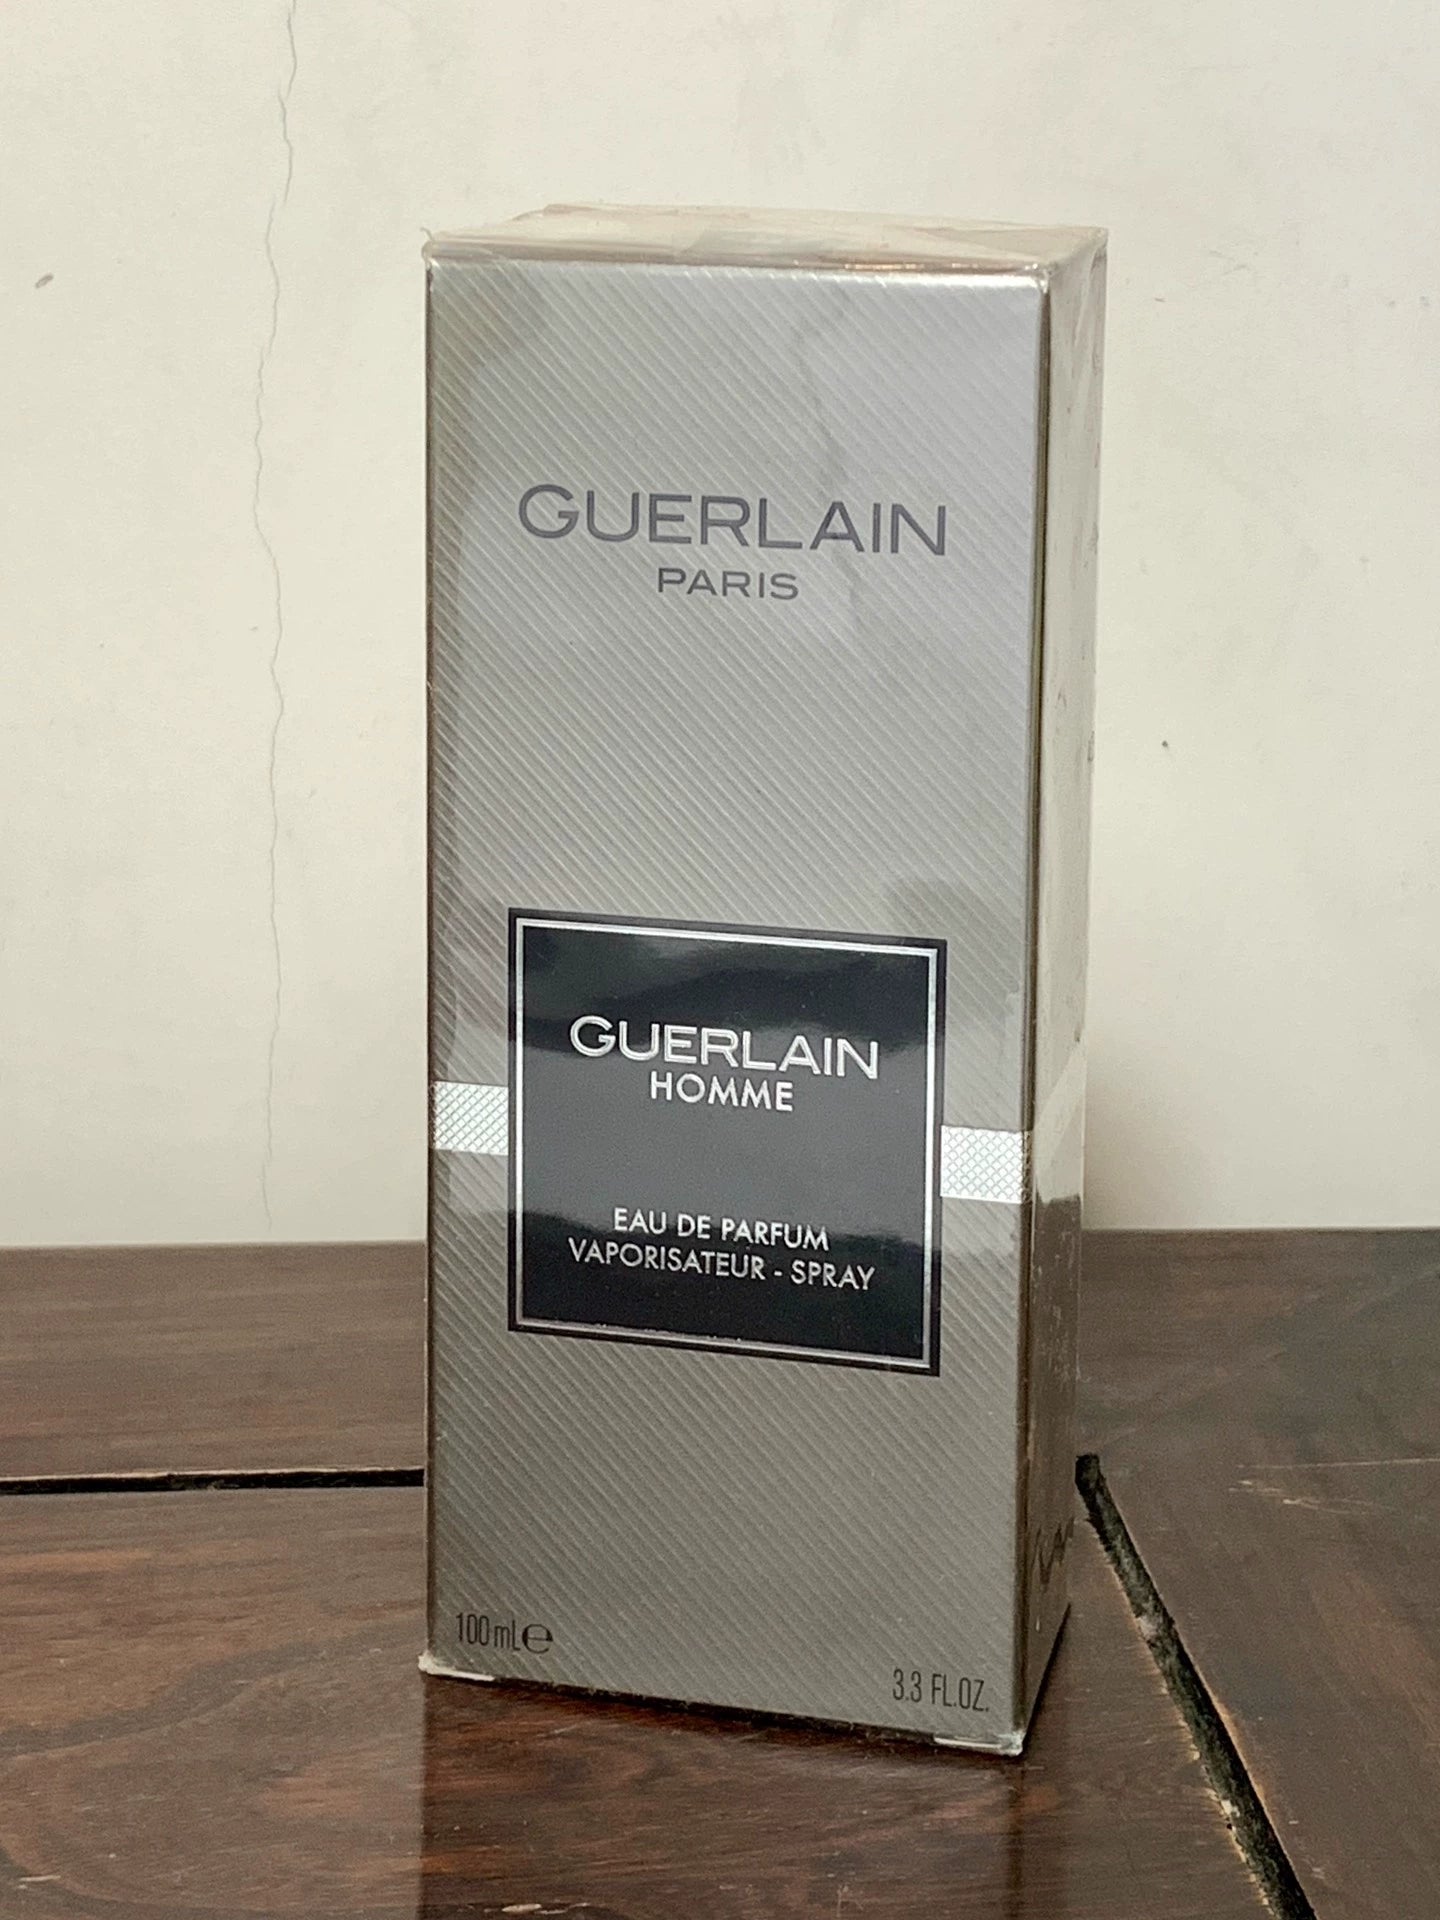 GUERLAIN
PARIS
GUERLAIN
HOMME
EAU DE PARFUM
VAPORISATEUR - SPRAY
100 mL ℮
3.3 FL.OZ.